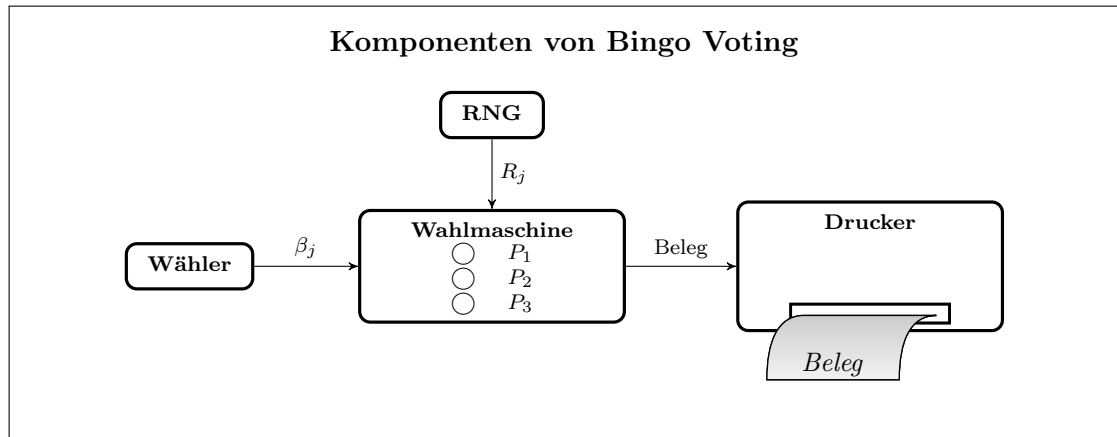 Komponenten von Bingo Voting
RNG
R_j
Wähler
β_j
Wahlmaschine
P_1
P_2
P_3
Beleg
Drucker
Beleg